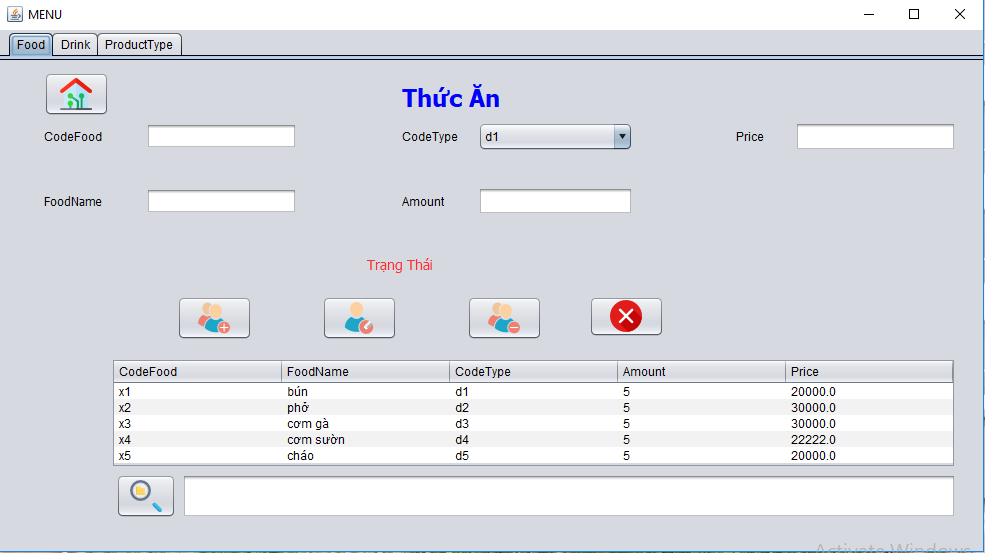 MENU
Food Drink ProductType
Thức Ăn
CodeFood CodeType d1 Price
FoodName Amount
Trạng Thái
CodeFood FoodName CodeType Amount Price
x1 bún d1 5 20000.0
x2 phở d2 5 30000.0
x3 cơm gà d3 5 30000.0
x4 cơm sườn d4 5 22222.0
x5 cháo d5 5 20000.0
Activate Windows